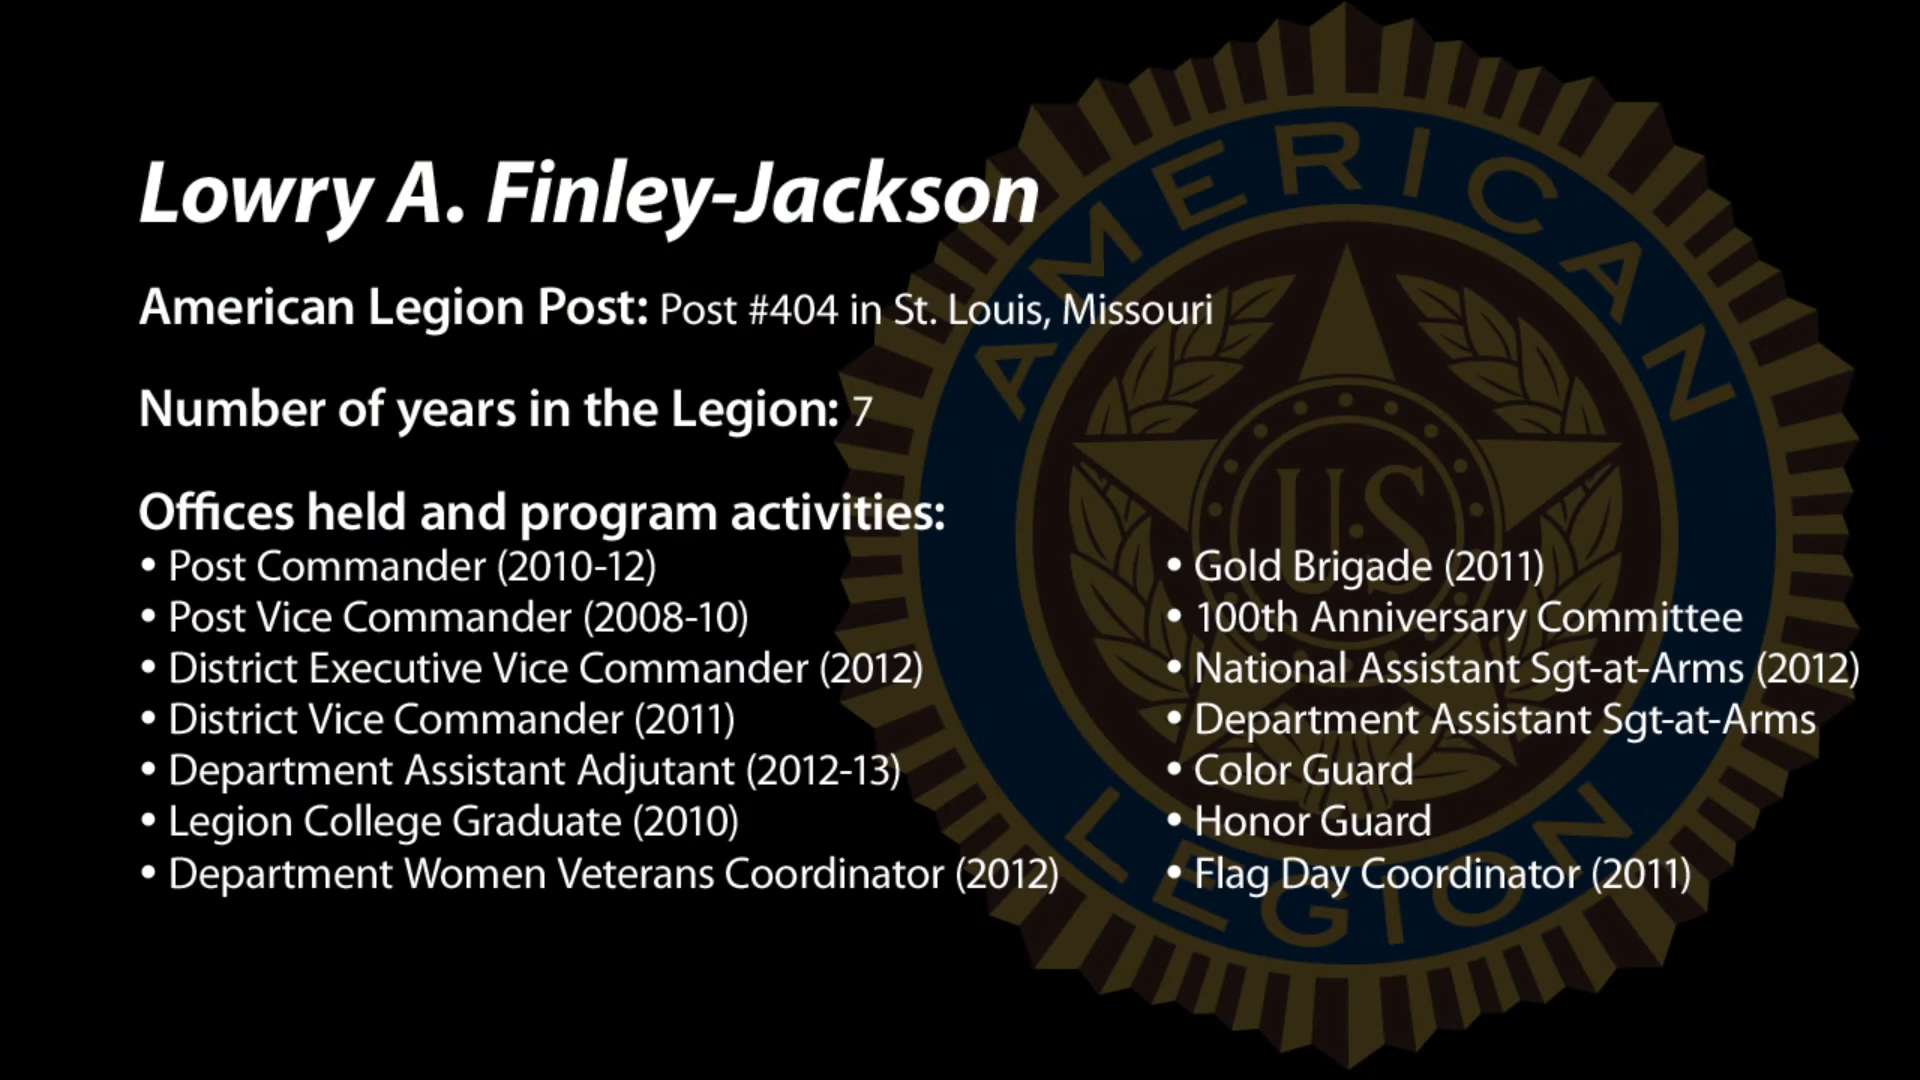 Lowry A. Finley-Jackson
American Legion Post: Post #404 in St. Louis, Missouri
Number of years in the Legion: 7
Offices held and program activities:
• Post Commander (2010-12)
• Post Vice Commander (2008-10)
• District Executive Vice Commander (2012)
• District Vice Commander (2011)
• Department Assistant Adjutant (2012-13)
• Legion College Graduate (2010)
• Department Women Veterans Coordinator (2012)
• Gold Brigade (2011)
• 100th Anniversary Committee
• National Assistant Sgt-at-Arms (2012)
• Department Assistant Sgt-at-Arms
• Color Guard
• Honor Guard
• Flag Day Coordinator (2011)
AMERICAN
US
LEGION